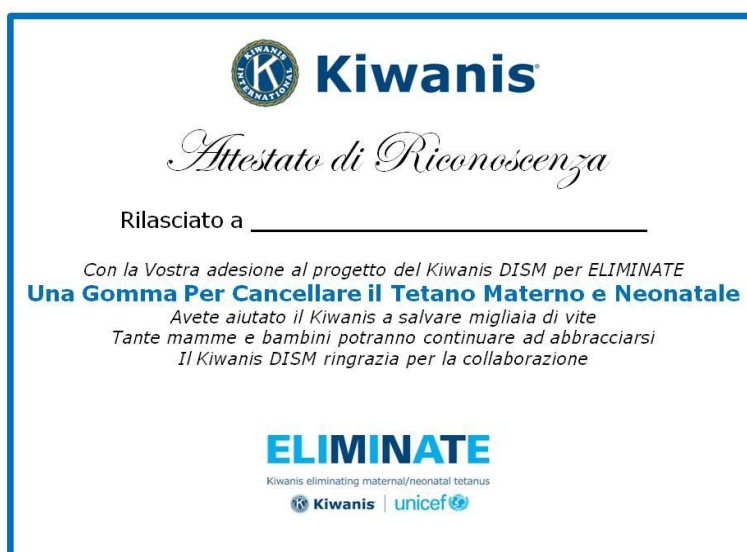 KIWANIS INTERNATIONAL
K
Kiwanis
Attestato di Riconoscenza
Rilasciato a
Con la Vostra adesione al progetto del Kiwanis DISM per ELIMINATE
Una Gomma Per Cancellare il Tetano Materno e Neonatale
Avete aiutato il Kiwanis a salvare migliaia di vite
Tante mamme e bambini potranno continuare ad abbracciarsi
Il Kiwanis DISM ringrazia per la collaborazione
ELIMINATE
Kiwanis eliminating maternal/neonatal tetanus
Kiwanis | unicef